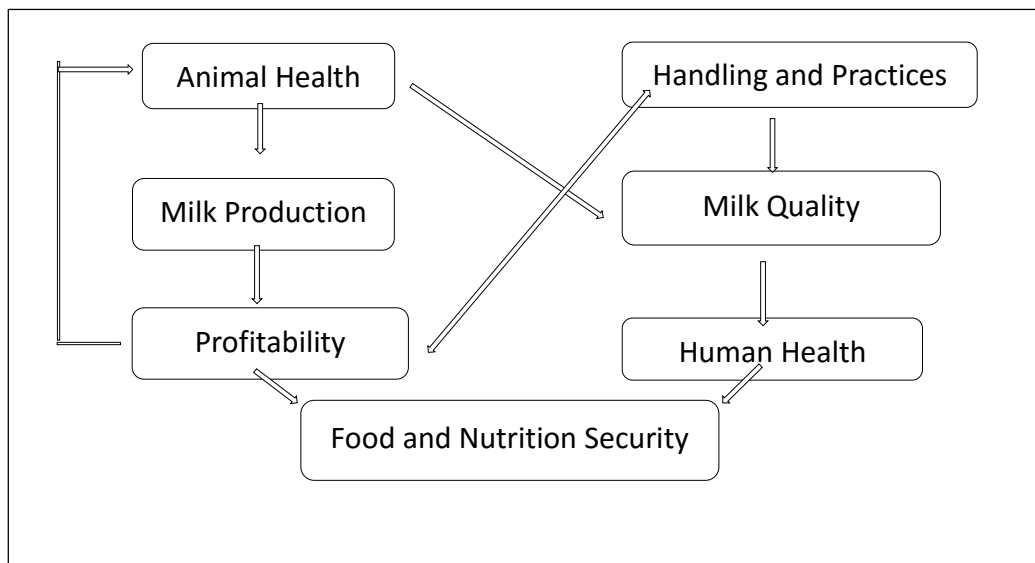 Animal Health
Handling and Practices
Milk Production
Milk Quality
Profitability
Human Health
Food and Nutrition Security